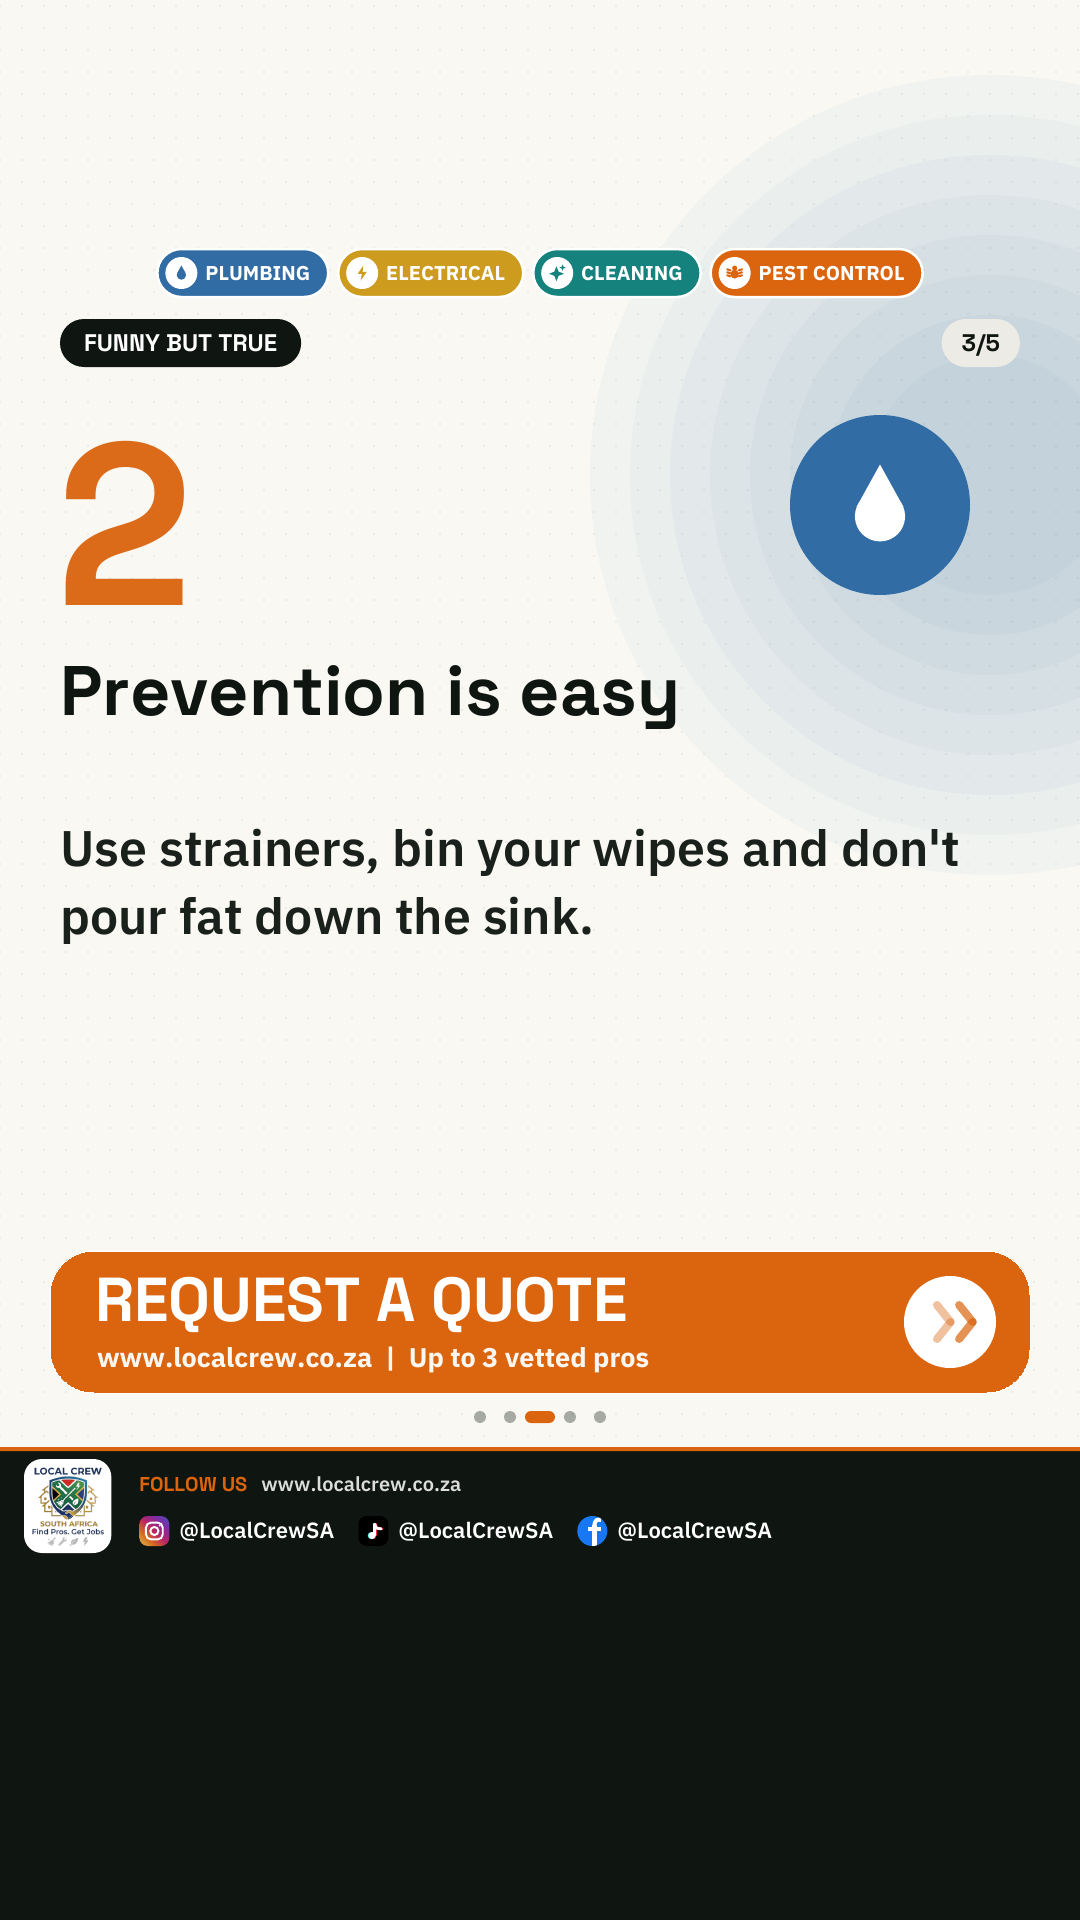 PLUMBING ELECTRICAL CLEANING PEST CONTROL
FUNNY BUT TRUE 3/5
2
Prevention is easy
Use strainers, bin your wipes and don't
pour fat down the sink.
REQUEST A QUOTE
www.localcrew.co.za | Up to 3 vetted pros
LOCAL CREW
SOUTH AFRICA
Find Pros. Get Jobs
FOLLOW US www.localcrew.co.za
@LocalCrewSA @LocalCrewSA @LocalCrewSA